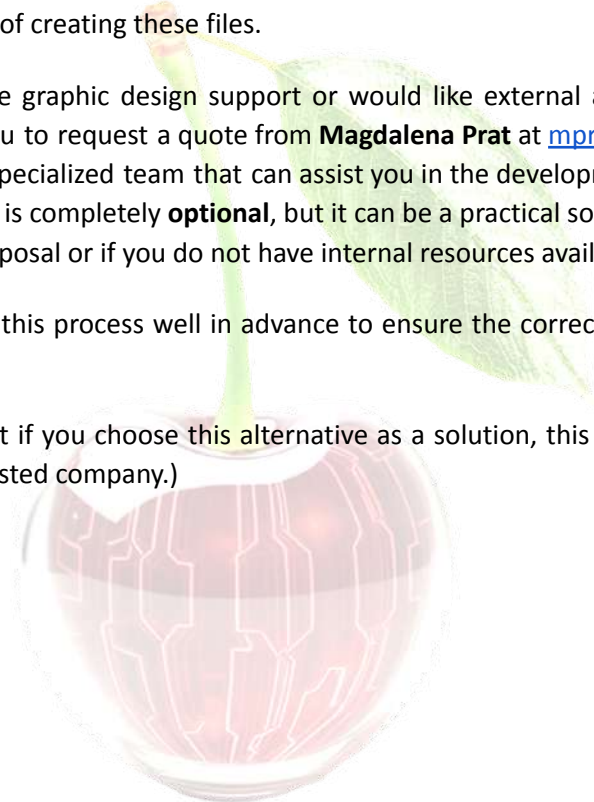 of creating these files.
e graphic design support or would like external a
u to request a quote from Magdalena Prat at mpr
pecialized team that can assist you in the developm
is completely optional, but it can be a practical so
posal or if you do not have internal resources avail
this process well in advance to ensure the correc
t if you choose this alternative as a solution, this
sted company.)